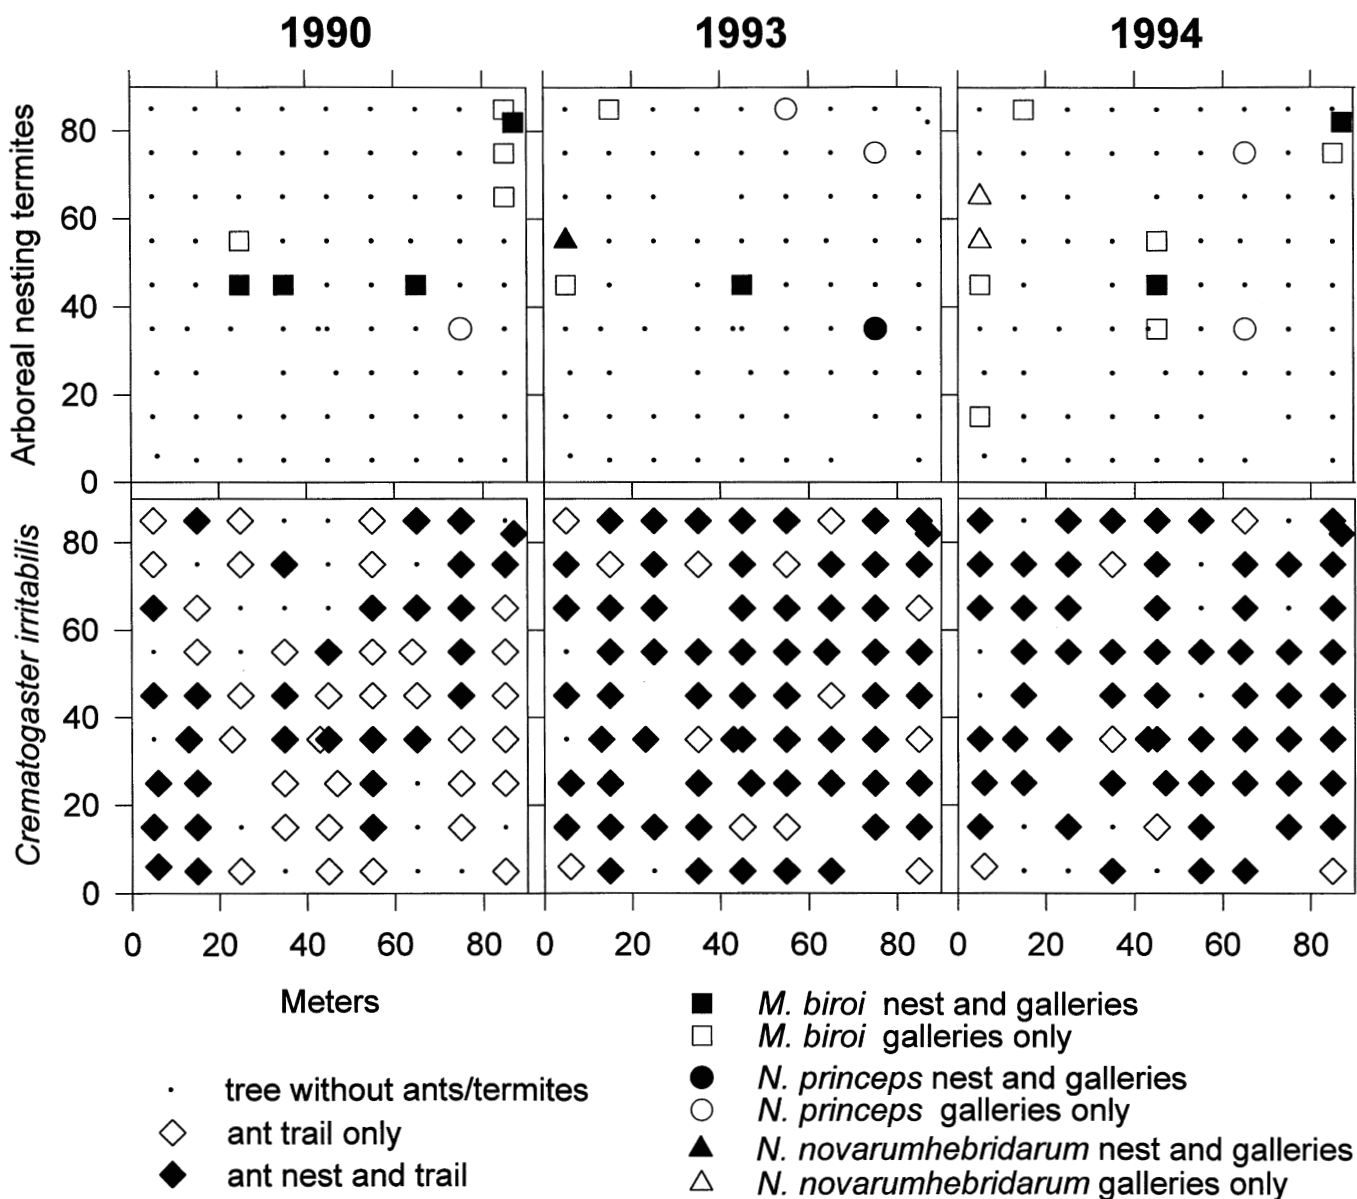 1990 1993 1994
Arboreal nesting termites
80
60
40
20
0
Crematogaster irritabilis
80
60
40
20
0
0 20 40 60 80 0 20 40 60 80 0 20 40 60 80
Meters
tree without ants/termites
ant trail only
ant nest and trail
M. biroi nest and galleries
M. biroi galleries only
N. princeps nest and galleries
N. princeps galleries only
N. novarumhebridarum nest and galleries
N. novarumhebridarum galleries only